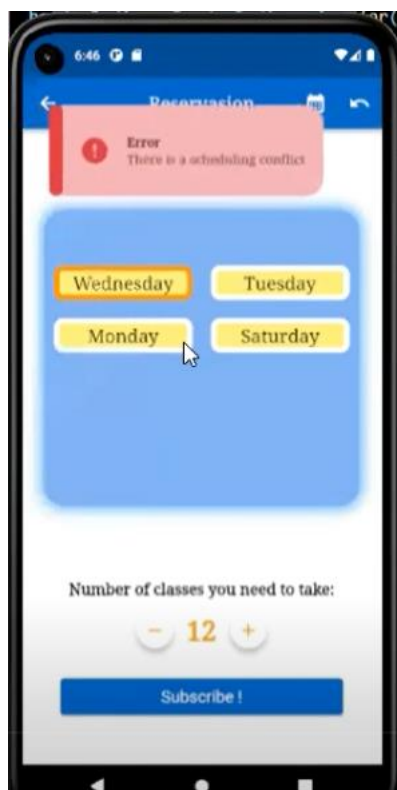 6:46
Reservasion
Error
There is a scheduling conflict
Wednesday Tuesday
Monday Saturday
Number of classes you need to take:
- 12 +
Subscribe !